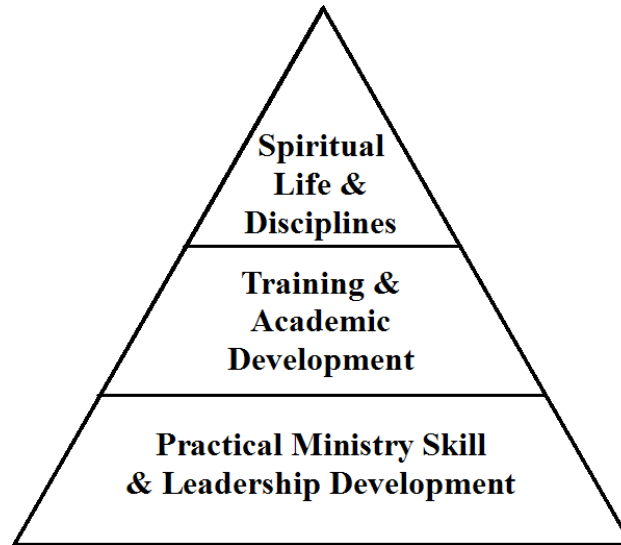 Spiritual
Life &
Disciplines
Training &
Academic
Development
Practical Ministry Skill
& Leadership Development